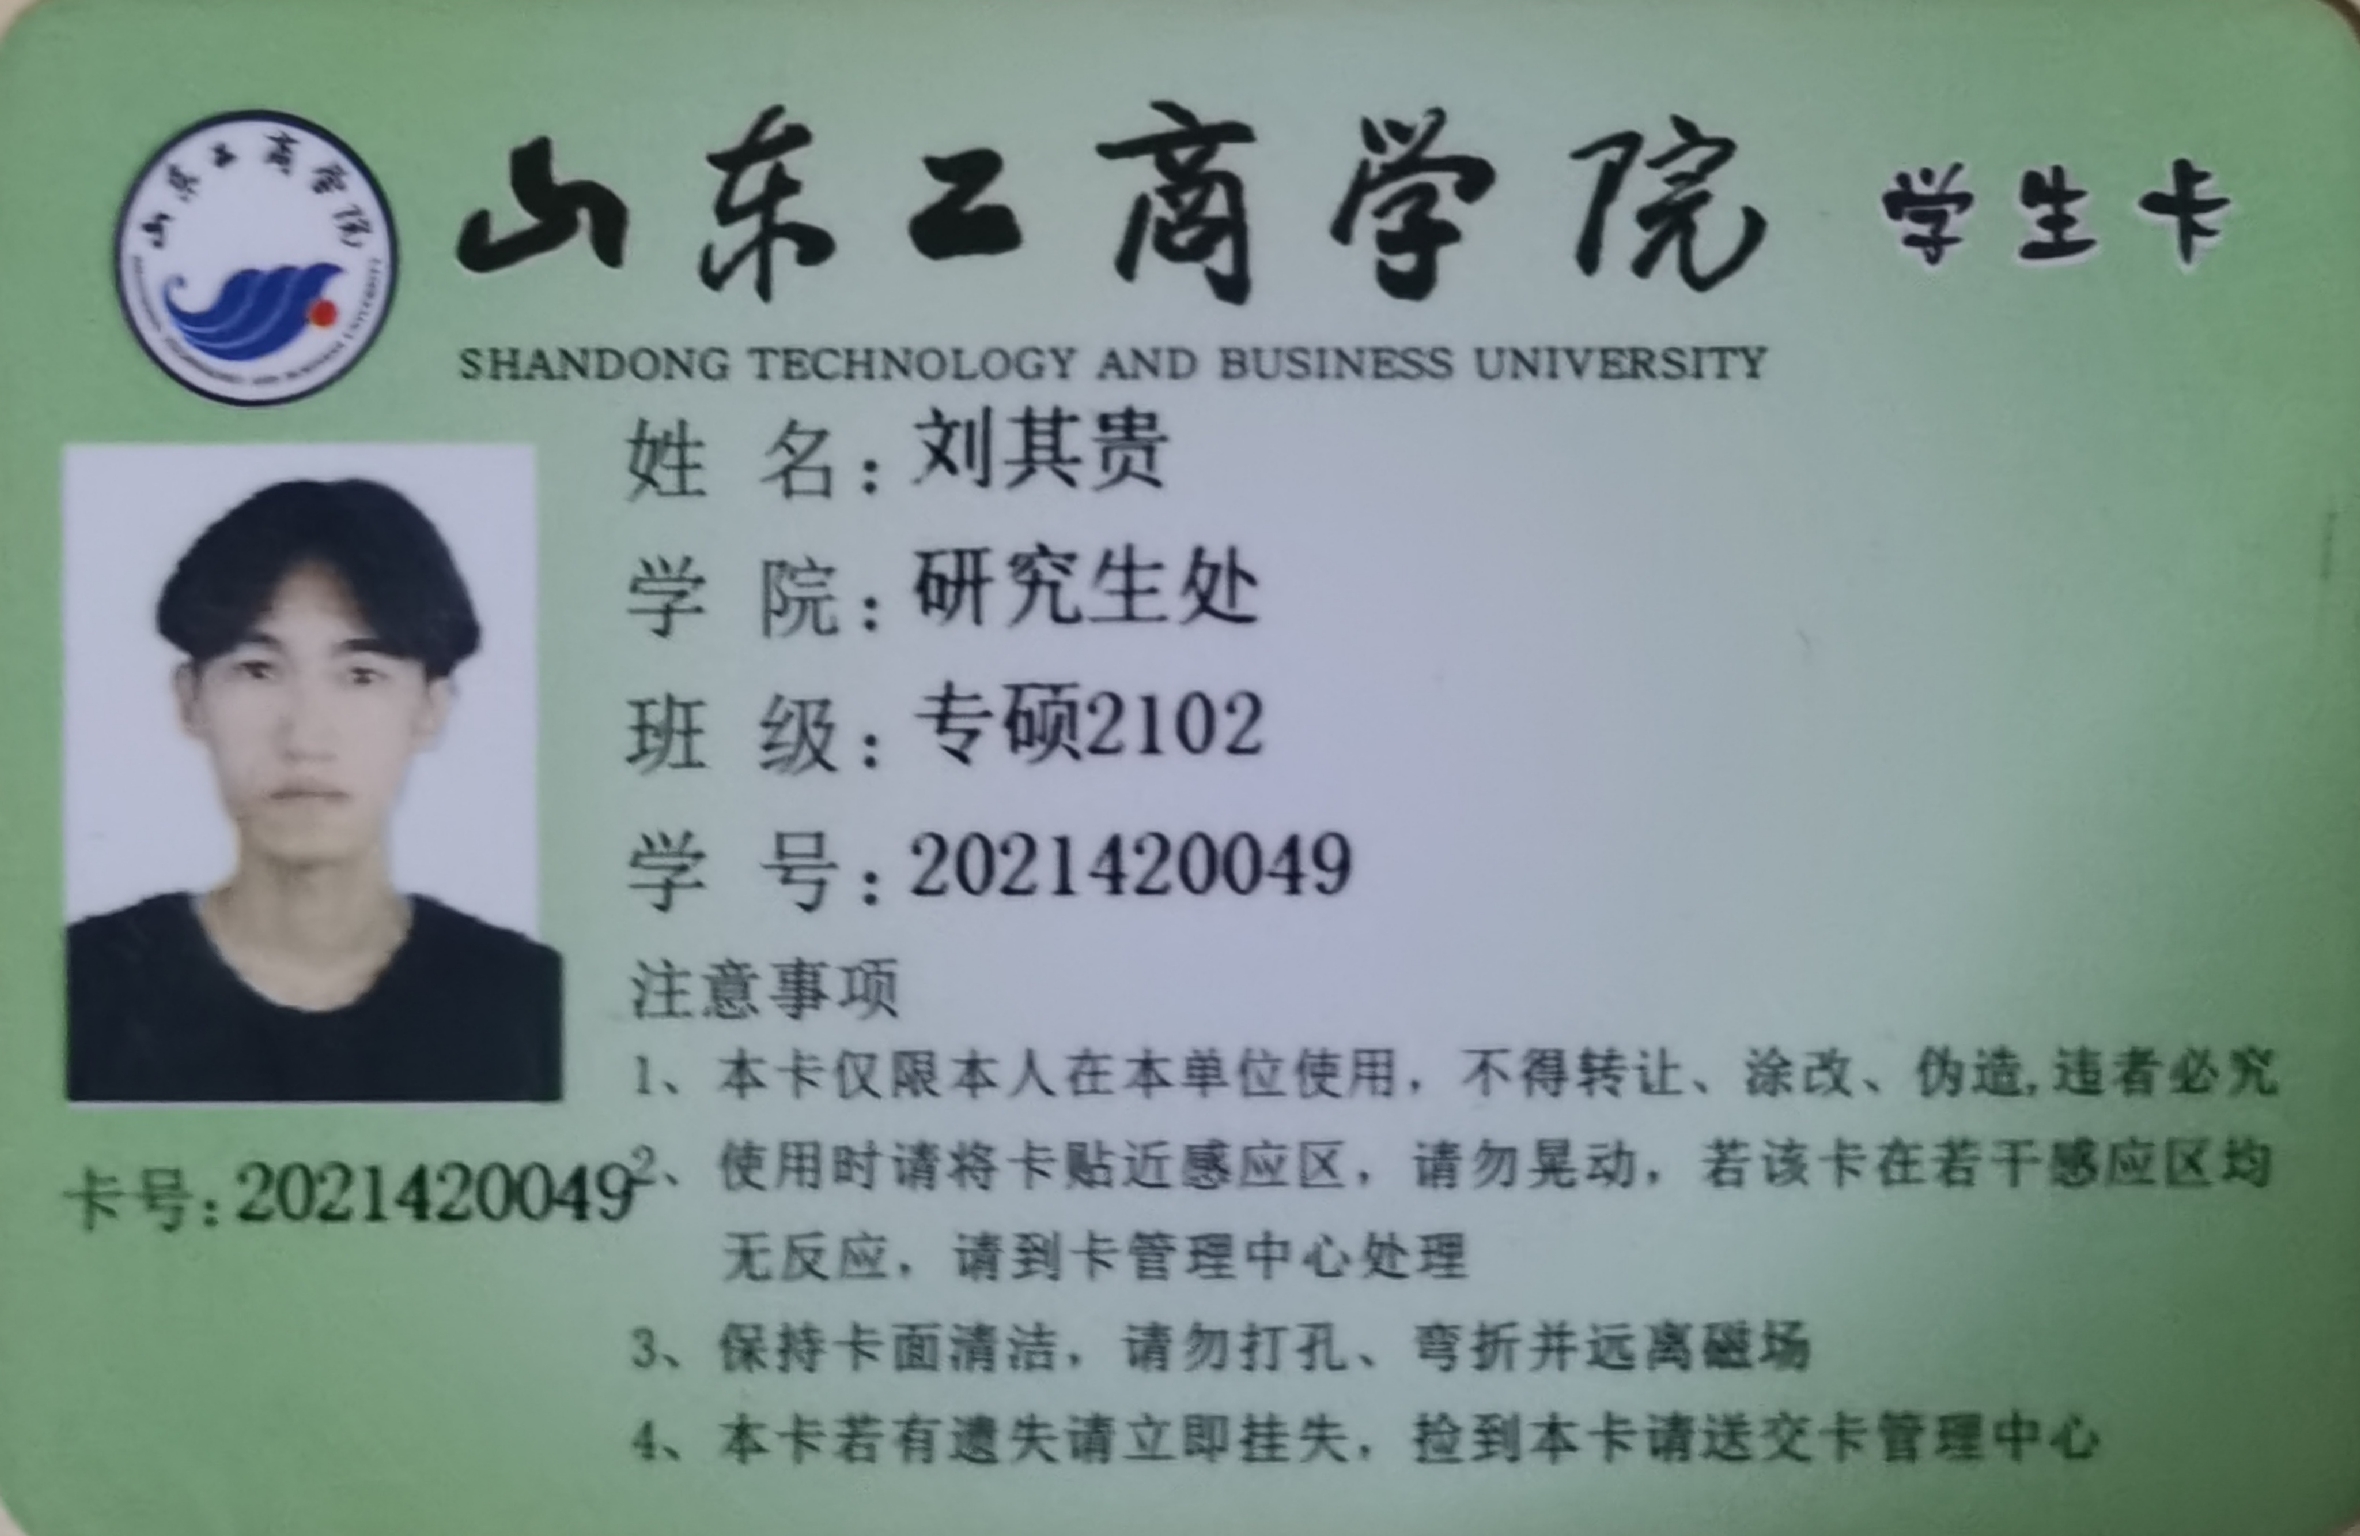 山东工商学院 学生卡
SHANDONG TECHNOLOGY AND BUSINESS UNIVERSITY
山东工商学院
姓 名：刘其贵
学 院：研究生处
班 级：专硕2102
学 号：2021420049
卡号：2021420049
注意事项
1、本卡仅限本人在本单位使用，不得转让、涂改、伪造,违者必究
2、使用时请将卡贴近感应区，请勿晃动，若该卡在若干感应区均
无反应，请到卡管理中心处理
3、保持卡面清洁，请勿打孔、弯折并远离磁场
4、本卡若有遗失请立即挂失，捡到本卡请送交卡管理中心